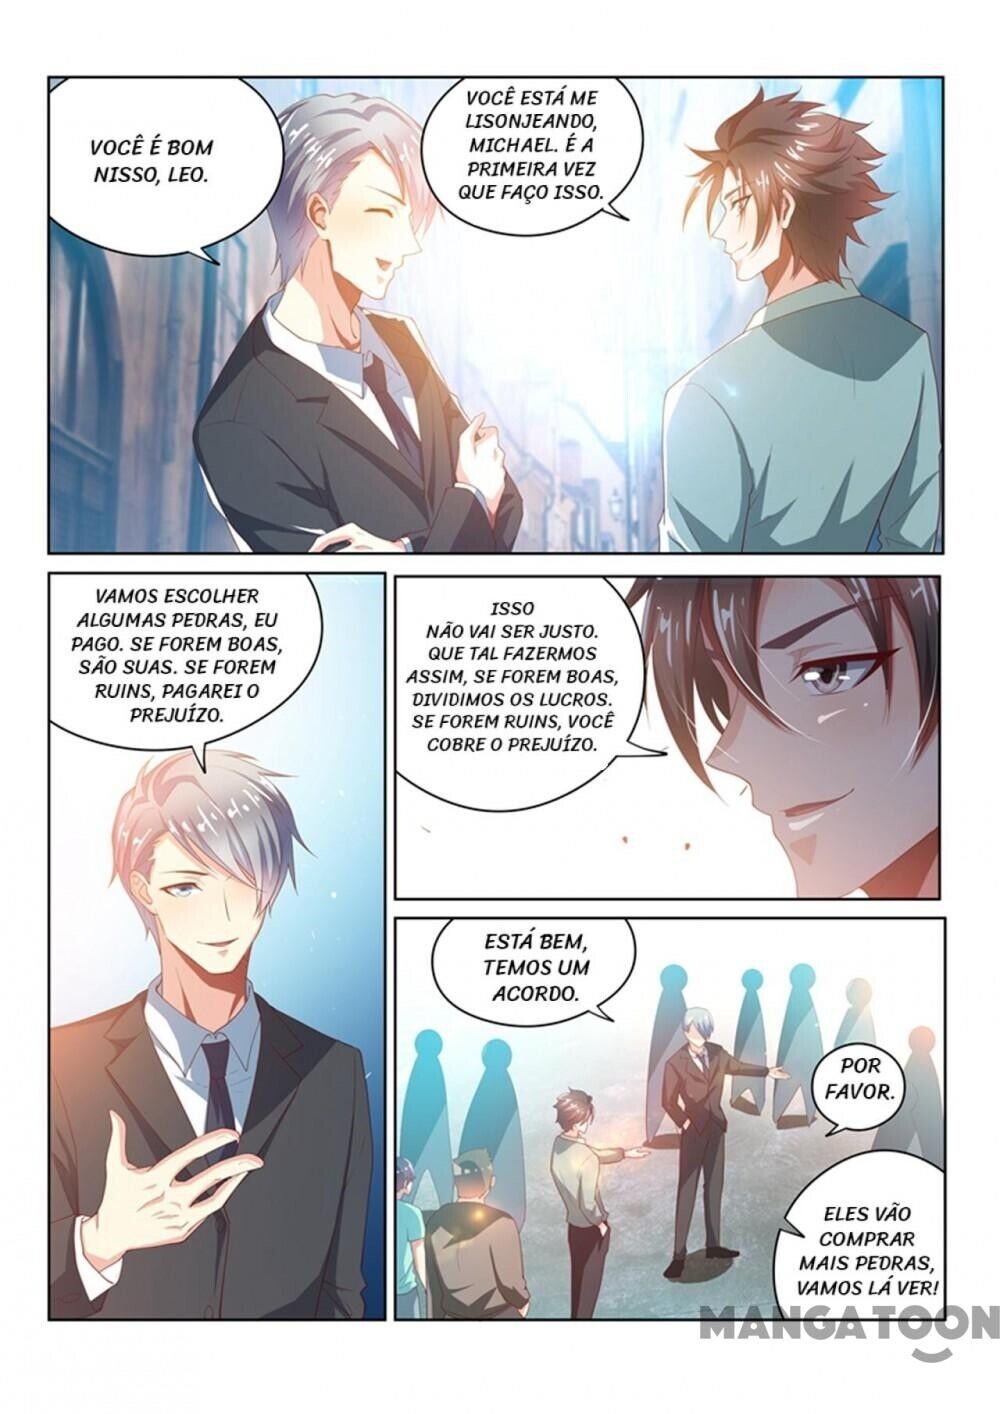 VOCÊ É BOM
NISSO, LEO.
VOCÊ ESTÁ ME
LISONJEANDO,
MICHAEL. É A
PRIMEIRA VEZ
QUE FAÇO ISSO.
VAMOS ESCOLHER
ALGUMAS PEDRAS, EU
PAGO. SE FOREM BOAS,
SÃO SUAS. SE FOREM
RUINS, PAGAREI O
PREJUÍZO.
ISSO
NÃO VAI SER JUSTO.
QUE TAL FAZERMOS
ASSIM, SE FOREM BOAS,
DIVIDIMOS OS LUCROS.
SE FOREM RUINS, VOCÊ
COBRE O PREJUÍZO.
ESTÁ BEM,
TEMOS UM
ACORDO.
POR
FAVOR.
ELES VÃO
COMPRAR
MAIS PEDRAS,
VAMOS LÁ VER!
MANGATOON